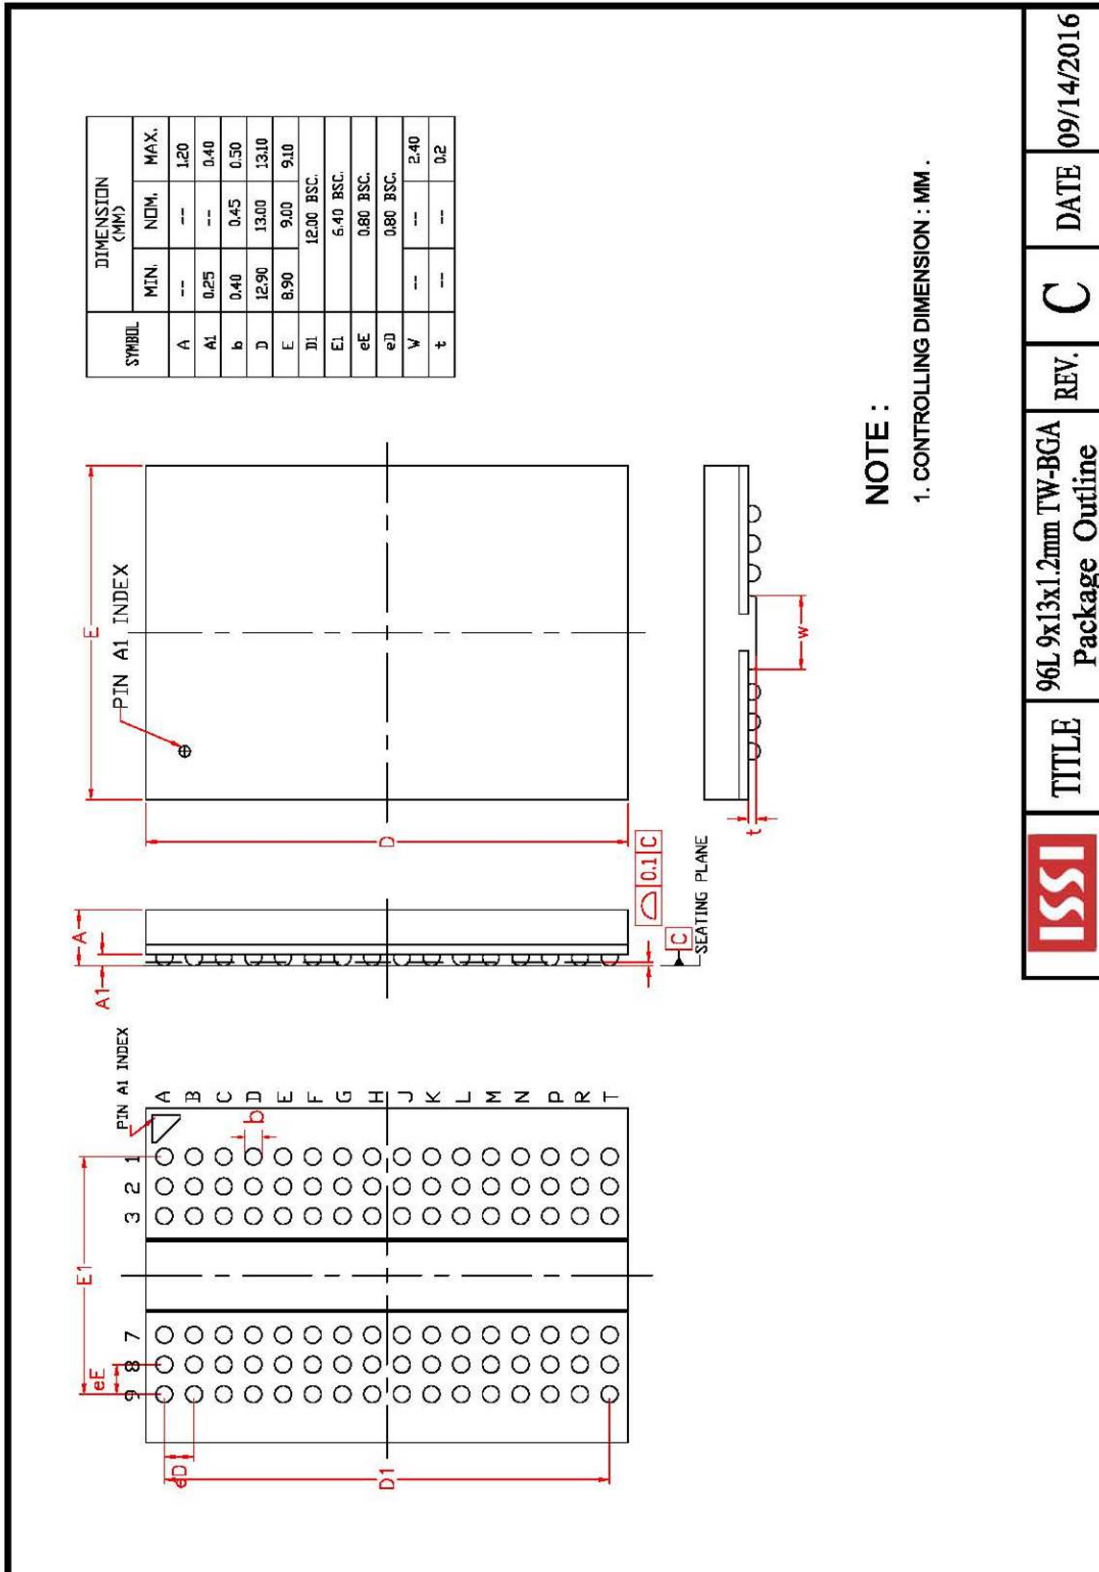 SYMBOL DIMENSION (MM)
MIN. NOM. MAX.
A -- -- 1.20
A1 0.25 -- 0.40
b 0.40 0.45 0.50
D 12.90 13.00 13.10
E 8.90 9.00 9.10
D1 12.00 BSC.
E1 6.40 BSC.
eE 0.80 BSC.
eD 0.80 BSC.
W -- -- 2.40
t -- -- 0.2
E
PIN A1 INDEX
D
A
A1
0.1 C
C
SEATING PLANE
w
t
PIN A1 INDEX
E1
eE
9 8 7 3 2 1
A
B
C
D
E
F
G
H
J
K
L
M
N
P
R
T
b
eD
D1
NOTE :
1. CONTROLLING DIMENSION : MM .
ISSI
TITLE
96L 9x13x1.2mm TW-BGA
Package Outline
REV.
C
DATE
09/14/2016